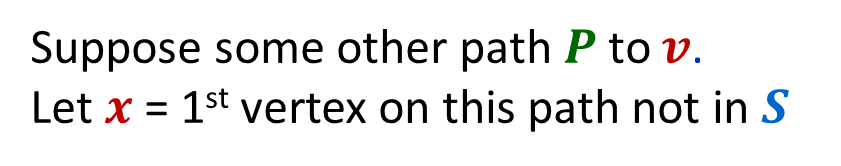 Suppose some other path P to v.
Let x = 1st vertex on this path not in S